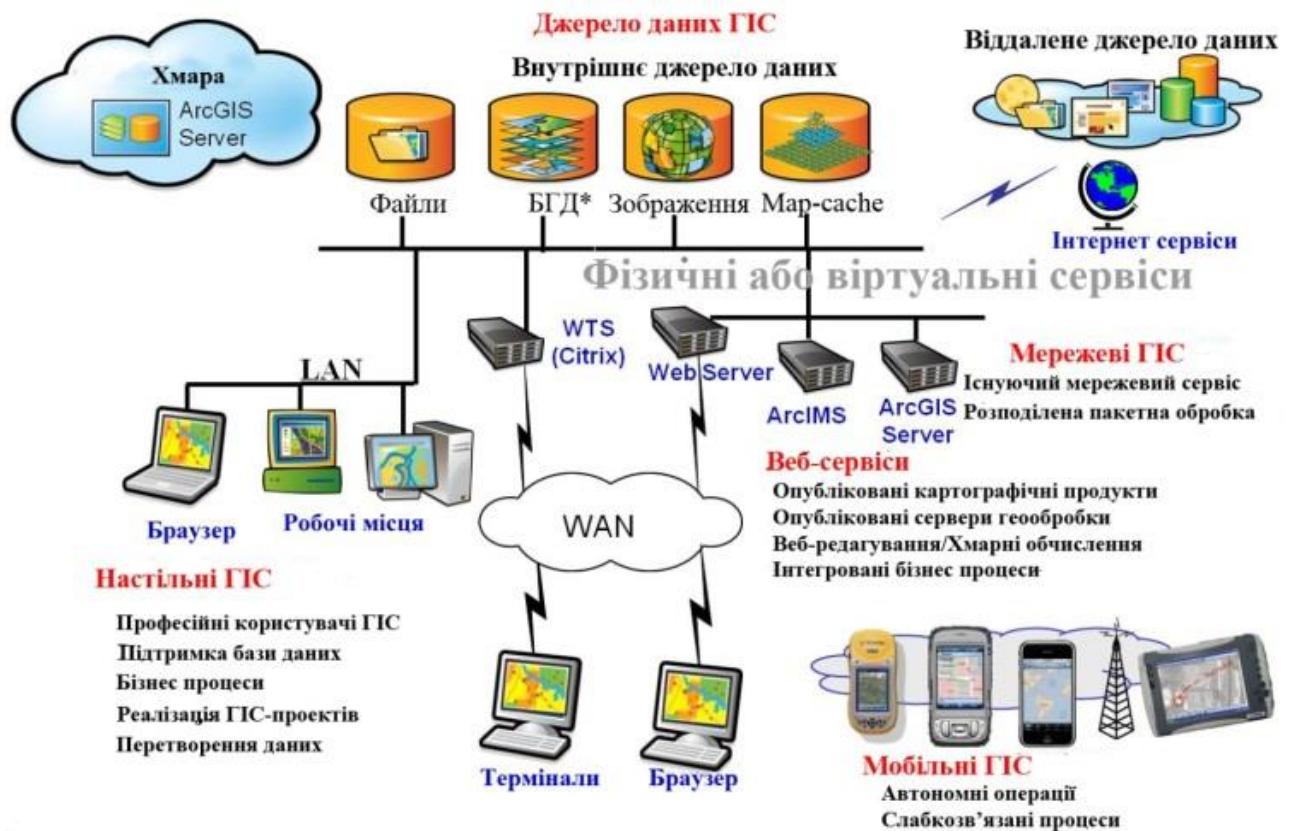 Джерело даних ГІС
Внутрішнє джерело даних
Віддалене джерело даних
Хмара
ArcGIS
Server
Файли
БГД*
Зображення
Map-cache
Інтернет сервіси
Фізичні або віртуальні сервіси
WTS
(Citrix)
Web Server
ArcIMS
ArcGIS
Server
Мережеві ГІС
Існуючий мережевий сервіс
Розподілена пакетна обробка
LAN
Браузер
Робочі місця
WAN
Веб-сервіси
Опубліковані картографічні продукти
Опубліковані сервери геообробки
Веб-редагування/Хмарні обчислення
Інтегровані бізнес процеси
Настільні ГІС
Професійні користувачі ГІС
Підтримка бази даних
Бізнес процеси
Реалізація ГІС-проектів
Перетворення даних
Термінали
Браузер
Мобільні ГІС
Автономні операції
Слабкозв'язані процеси